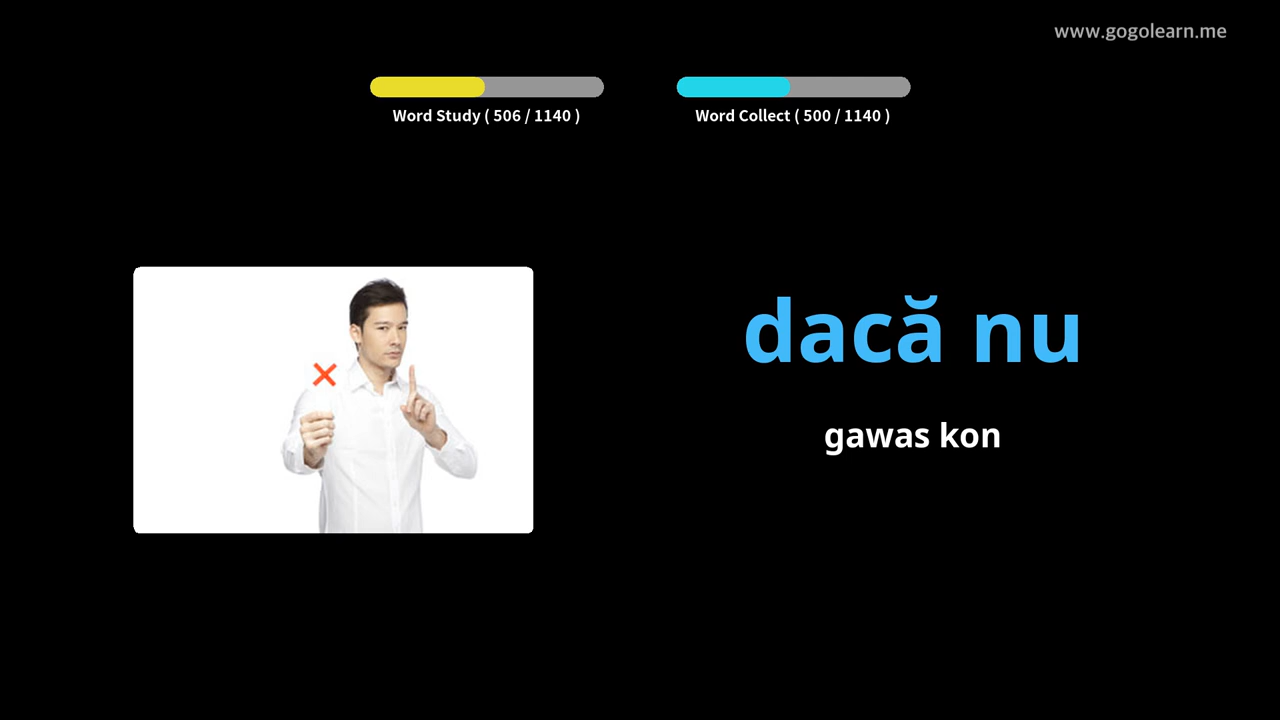 www.gogolearn.me
Word Study ( 506 / 1140 )
Word Collect ( 500 / 1140 )
dacă nu
gawas kon